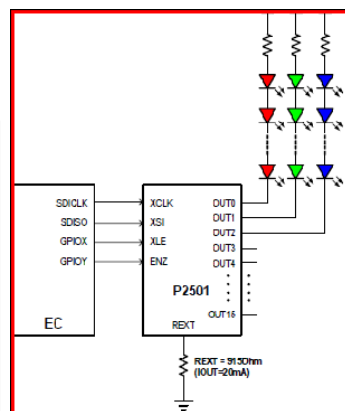 SDICLK
SDISO
GPIOX
GPIOY
EC
XCLK
XSI
XLE
ENZ
OUT0
OUT1
OUT2
OUT3
OUT4
OUT15
P2501
REXT
REXT = 915Ohm
(IOUT=20mA)